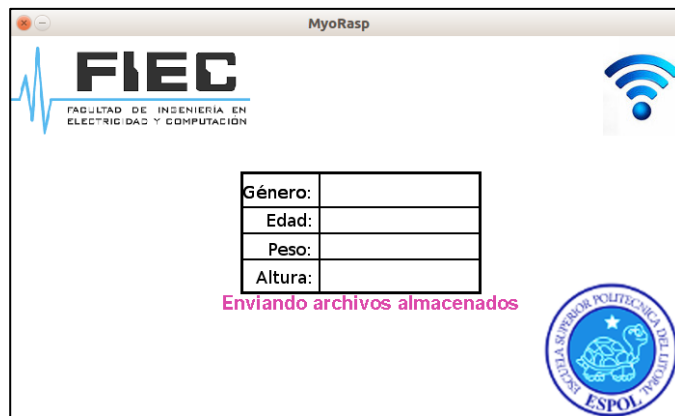 MyoRasp
FIEC
FACULTAD DE INGENIERÍA EN
ELECTRICIDAD Y COMPUTACIÓN
Género:
Edad:
Peso:
Altura:
Enviando archivos almacenados
ESCUELA SUPERIOR POLITECNICA DEL LITORAL
ESPOL